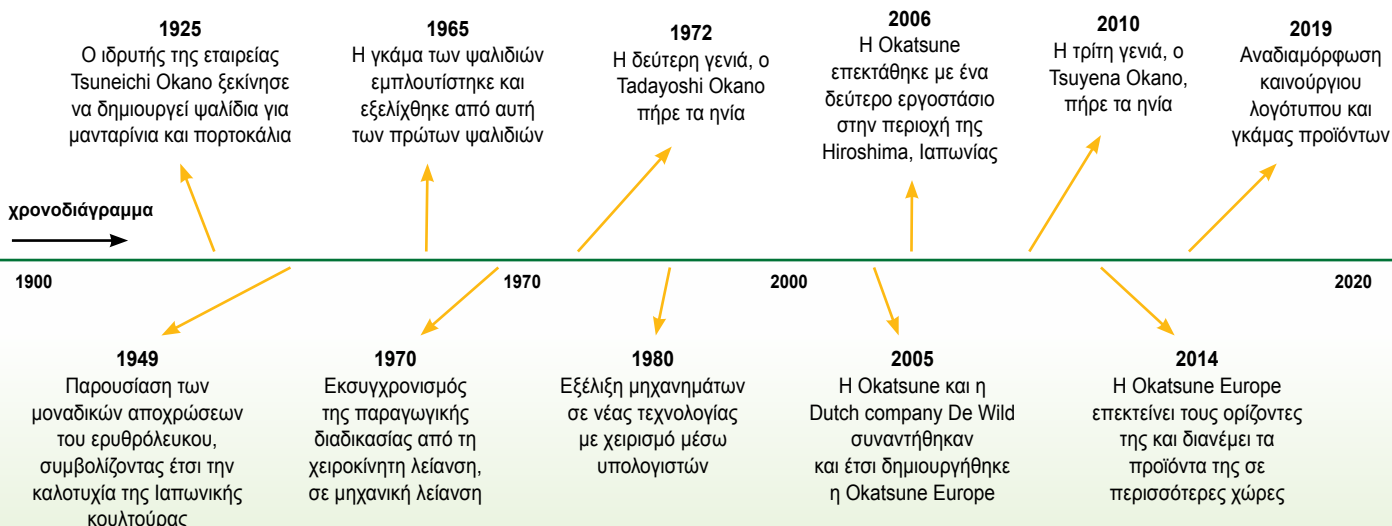 1925
Ο ιδρυτής της εταιρείας
Tsuneichi Okano ξεκίνησε
να δημιουργεί ψαλίδια για
μανταρίνια και πορτοκάλια
1965
Η γκάμα των ψαλιδιών
εμπλουτίστηκε και
εξελίχθηκε από αυτή
των πρώτων ψαλιδιών
1972
Η δεύτερη γενιά, ο
Tadayoshi Okano
πήρε τα ηνία
2006
Η Okatsune
επεκτάθηκε με ένα
δεύτερο εργοστάσιο
στην περιοχή της
Hiroshima, Ιαπωνίας
2010
Η τρίτη γενιά, ο
Tsuyena Okano,
πήρε τα ηνία
2019
Αναδιαμόρφωση
καινούργιου
λογότυπου και
γκάμας προϊόντων
χρονοδιάγραμμα
1900
1970
2000
2020
1949
Παρουσίαση των
μοναδικών αποχρώσεων
του ερυθρόλευκου,
συμβολίζοντας έτσι την
καλοτυχία της Ιαπωνικής
κουλτούρας
1970
Εκσυγχρονισμός
της παραγωγικής
διαδικασίας από τη
χειροκίνητη λείανση,
σε μηχανική λείανση
1980
Εξέλιξη μηχανημάτων
σε νέας τεχνολογίας
με χειρισμό μέσω
υπολογιστών
2005
Η Okatsune και η
Dutch company De Wild
συναντήθηκαν
και έτσι δημιουργήθηκε
η Okatsune Europe
2014
Η Okatsune Europe
επεκτείνει τους ορίζοντες
της και διανέμει τα
προϊόντα της σε
περισσότερες χώρες